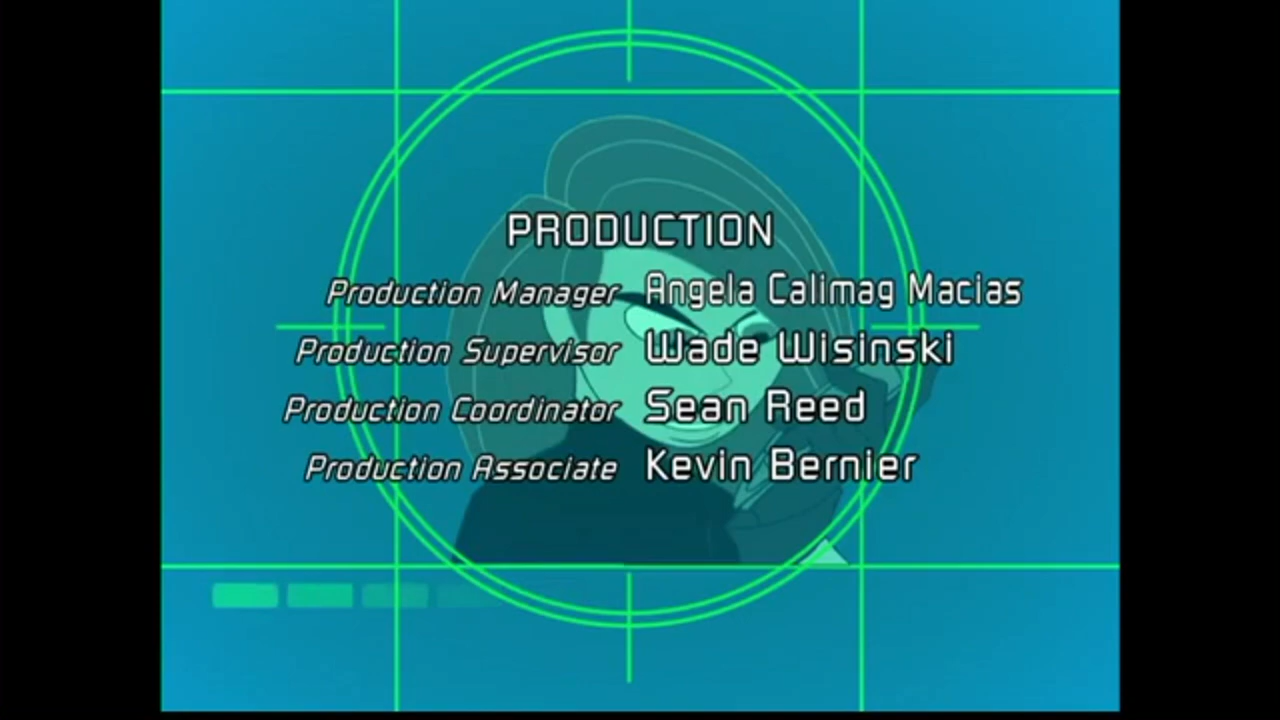 PRODUCTION
Production Manager Angela Calimag Macias
Production Supervisor Wade Wisinski
Production Coordinator Sean Reed
Production Associate Kevin Bernier